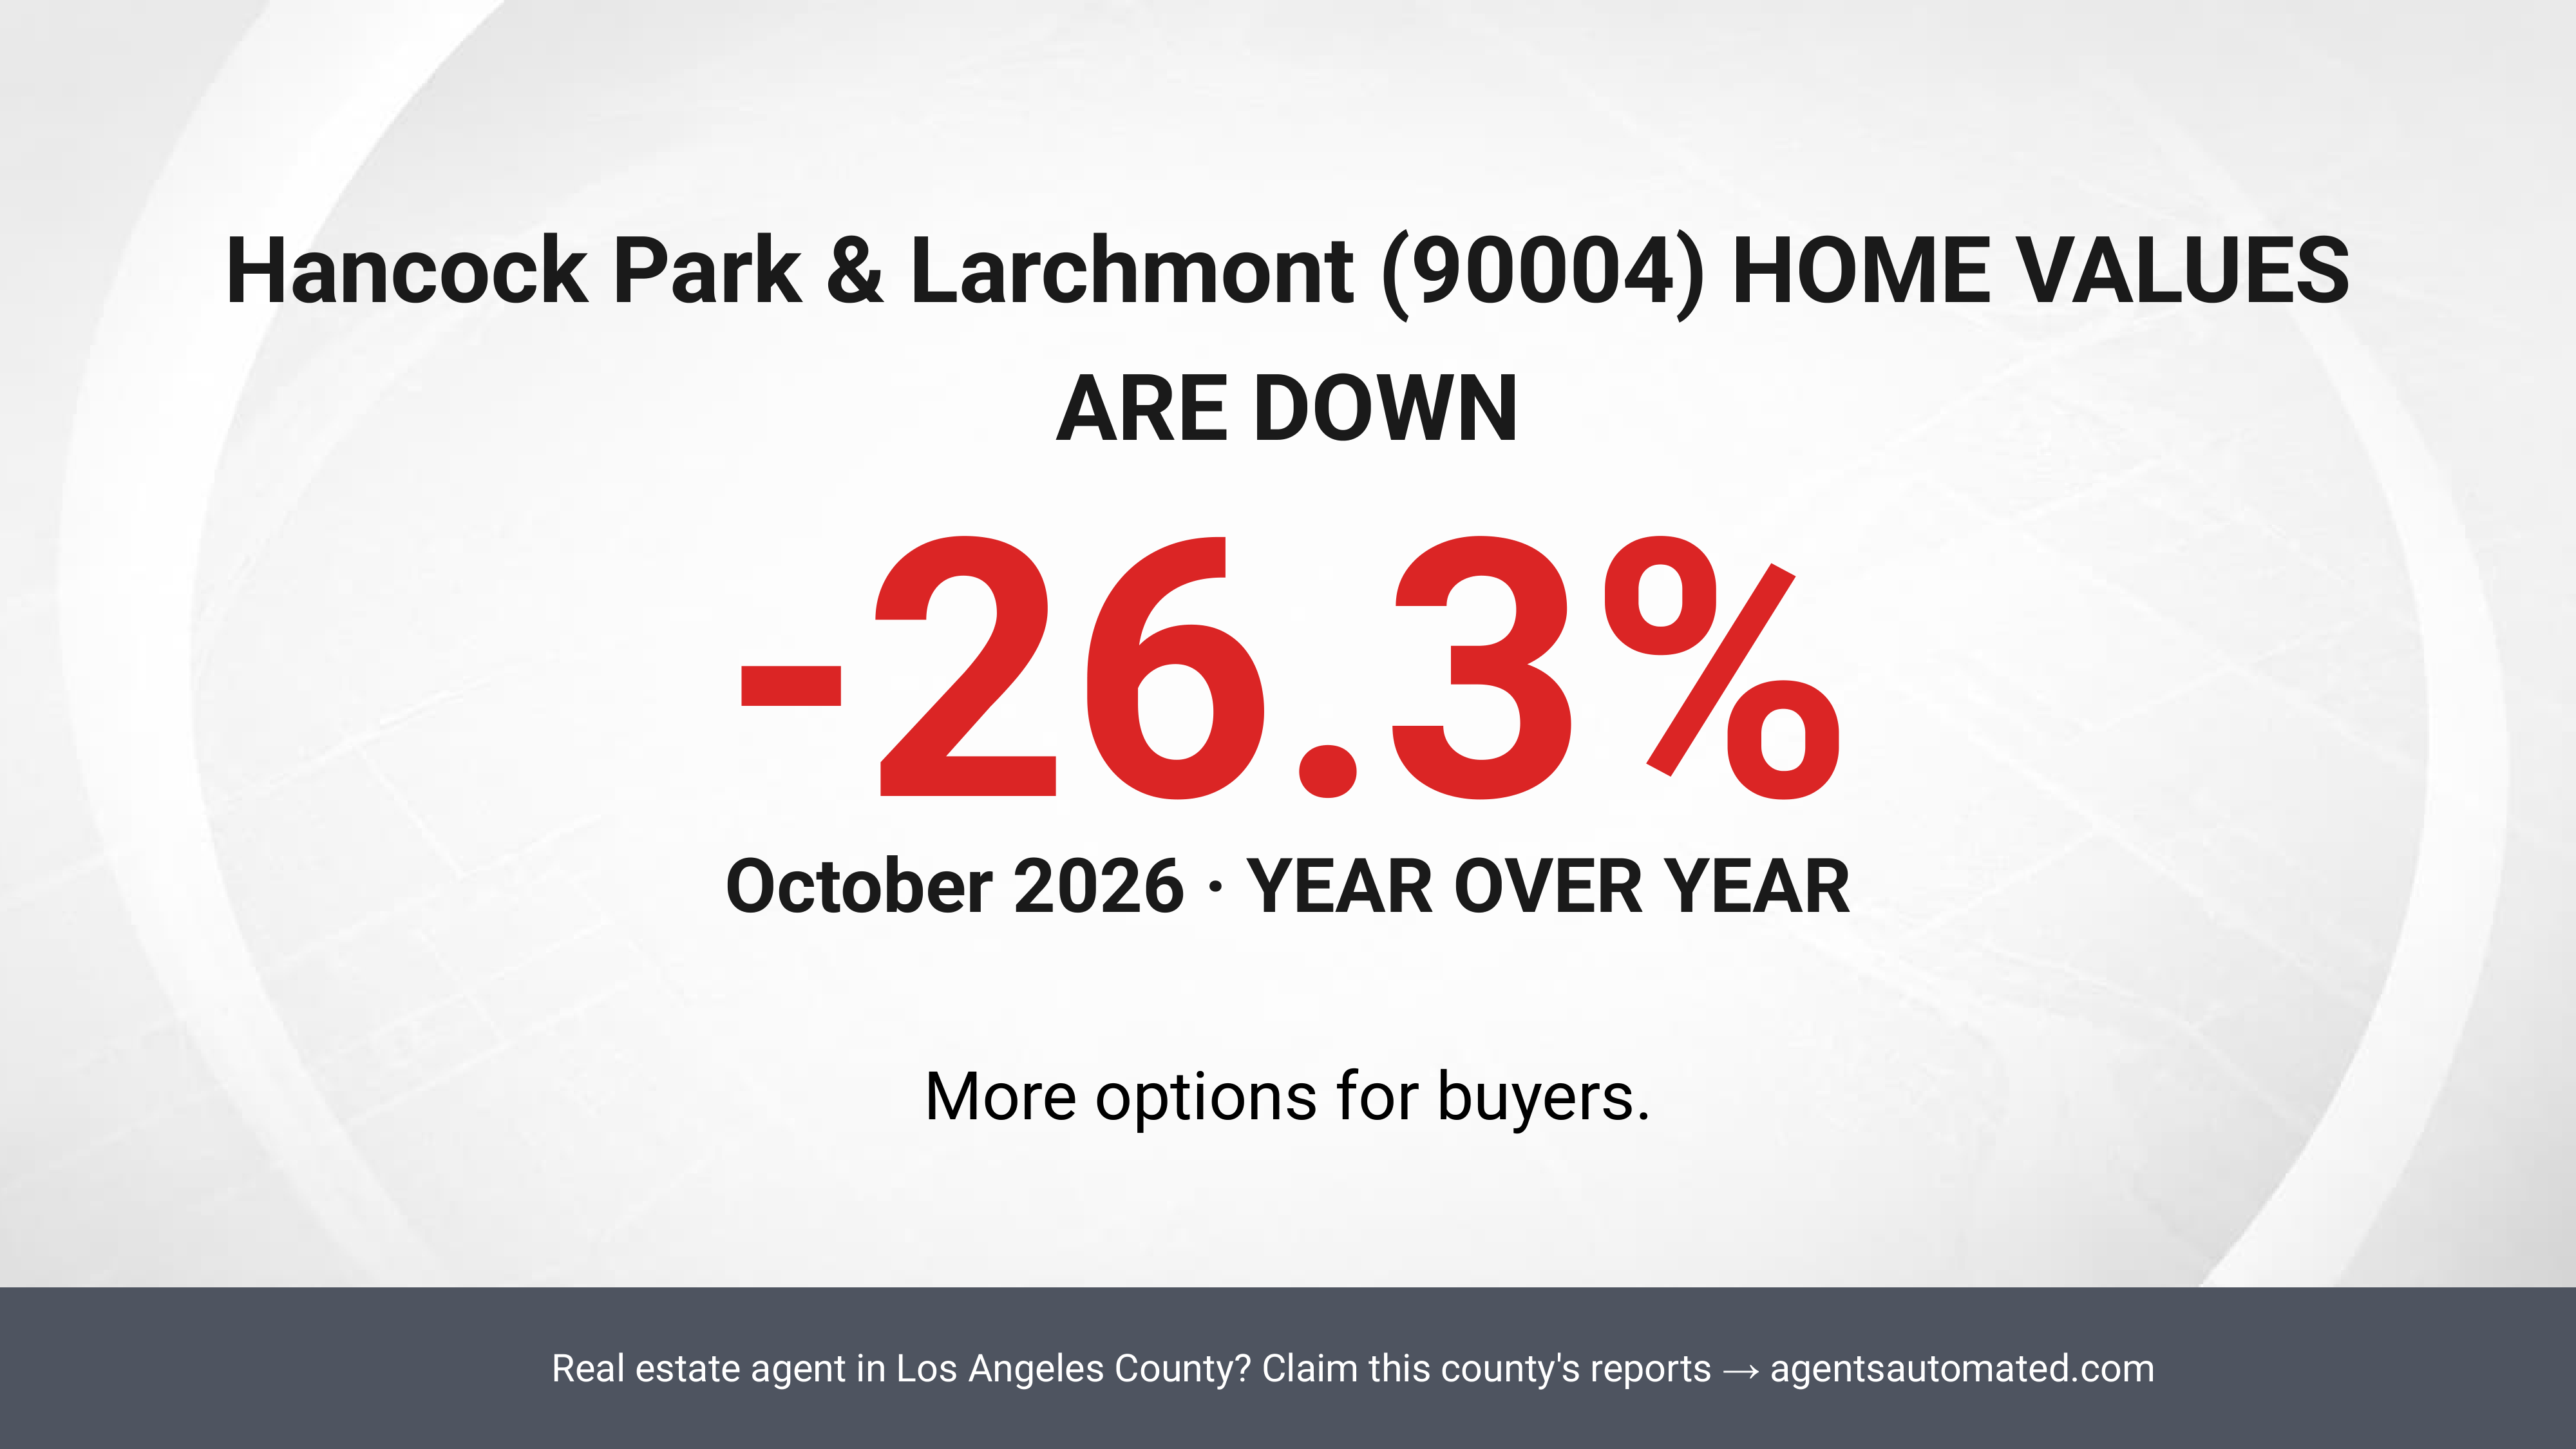 Hancock Park & Larchmont (90004) HOME VALUES
ARE DOWN
-26.3%
October 2026 · YEAR OVER YEAR
More options for buyers.
Real estate agent in Los Angeles County? Claim this county's reports → agentsautomated.com